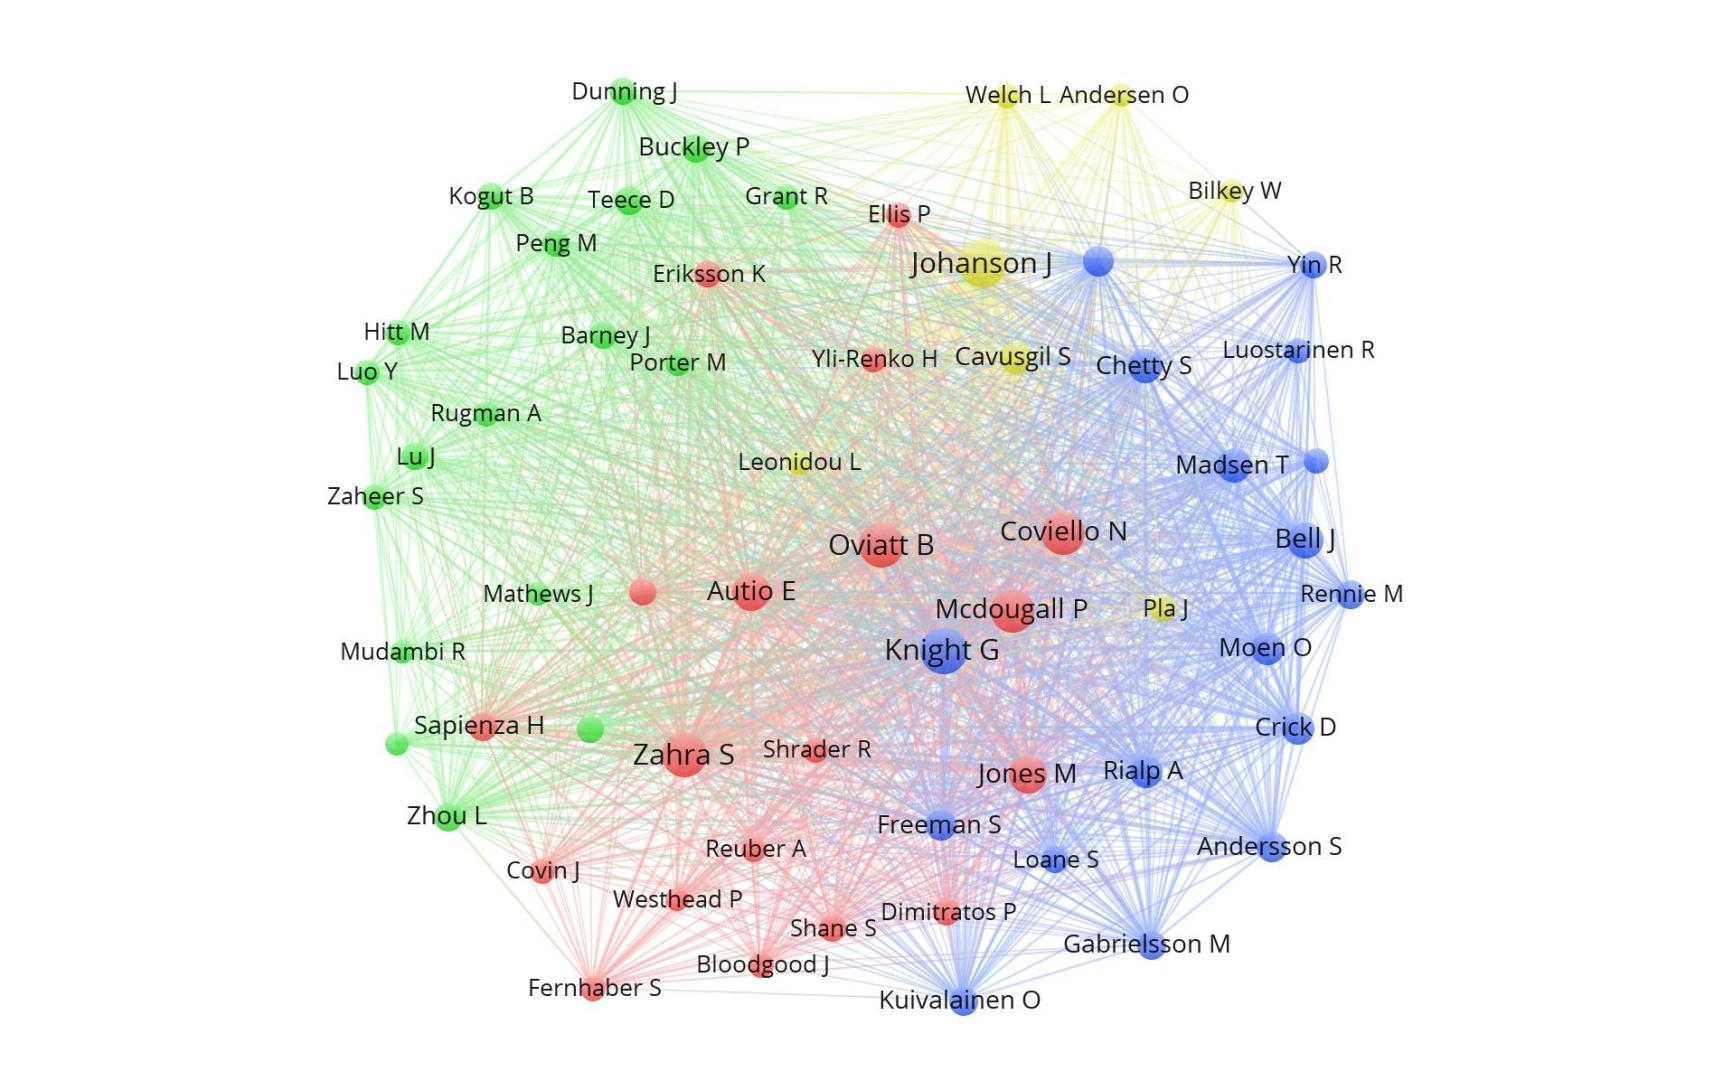 Dunning J
Welch L
Andersen O
Buckley P
Bilkey W
Kogut B
Teece D
Grant R
Ellis P
Peng M
Johanson J
Yin R
Eriksson K
Hitt M
Barney J
Luostarinen R
Luo Y
Porter M
Yli-Renko H
Cavusgil S
Chetty S
Rugman A
Lu J
Leonidou L
Madsen T
Zaheer S
Oviatt B
Coviello N
Bell J
Mathews J
Autio E
Mcdougall P
Pla J
Rennie M
Mudambi R
Knight G
Moen O
Sapienza H
Crick D
Zahra S
Shrader R
Jones M
Rialp A
Zhou L
Freeman S
Reuber A
Loane S
Andersson S
Covin J
Westhead P
Shane S
Dimitratos P
Gabrielsson M
Bloodgood J
Fernhaber S
Kuivalainen O